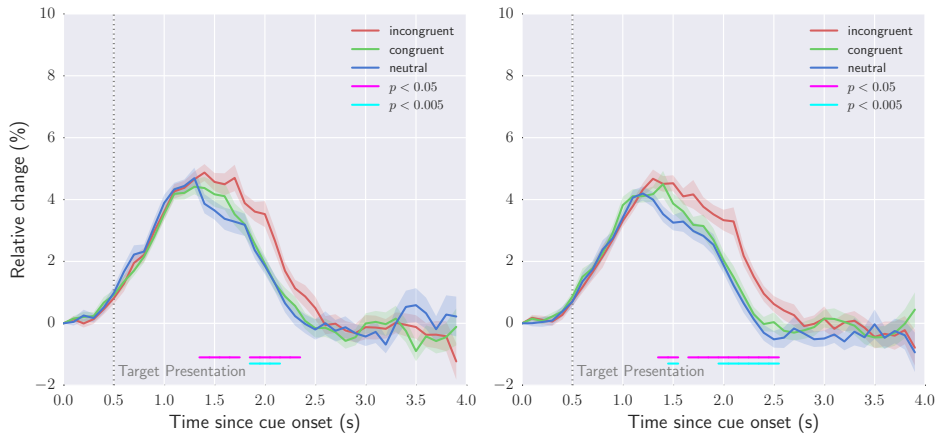 10
8
6
4
2
0
−2
Relative change (%)
incongruent
congruent
neutral
p < 0.05
p < 0.005
Target Presentation
0.0 0.5 1.0 1.5 2.0 2.5 3.0 3.5 4.0
Time since cue onset (s)
10
8
6
4
2
0
−2
incongruent
congruent
neutral
p < 0.05
p < 0.005
Target Presentation
0.0 0.5 1.0 1.5 2.0 2.5 3.0 3.5 4.0
Time since cue onset (s)